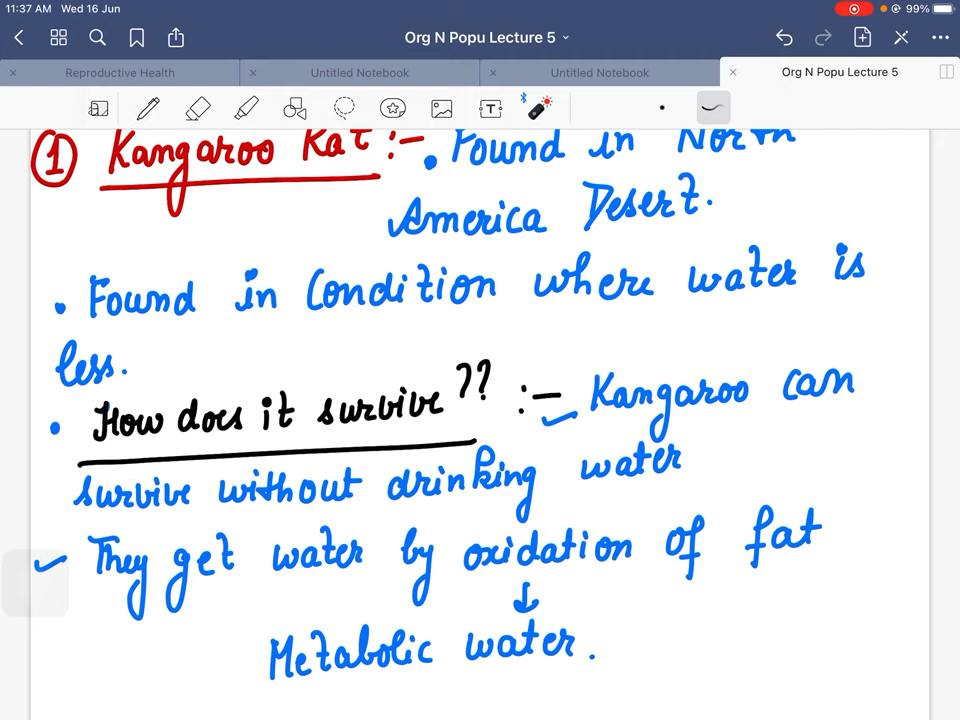 11:37 AM Wed 16 Jun 99%
Org N Popu Lecture 5
Reproductive Health Untitled Notebook Untitled Notebook Org N Popu Lecture 5
① Kangaroo Rat :- • Found in North
America Desert.
• Found in Condition where water is
less.
• How does it survive ?? :- Kangaroo can
survive without drinking water
They get water by oxidation of fat
↓
Metabolic water.